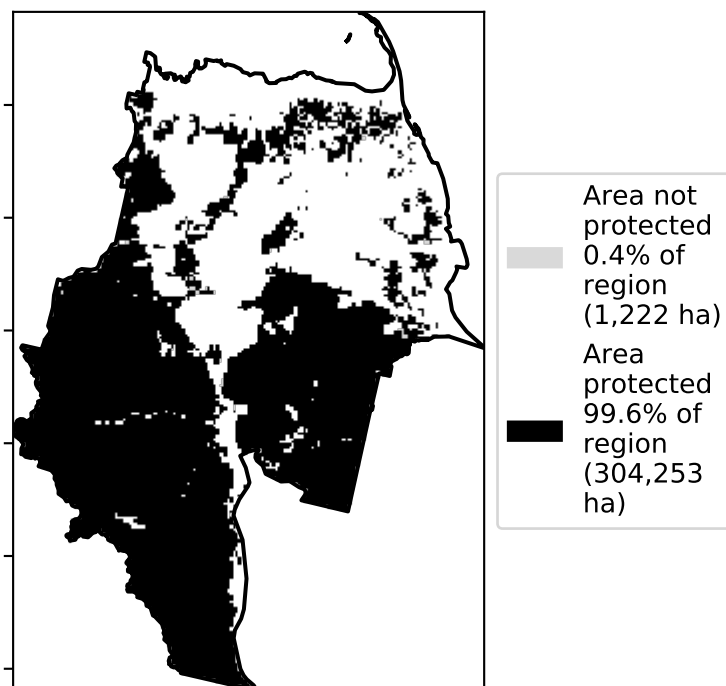 Area not
protected
0.4% of
region
(1,222 ha)
Area
protected
99.6% of
region
(304,253
ha)